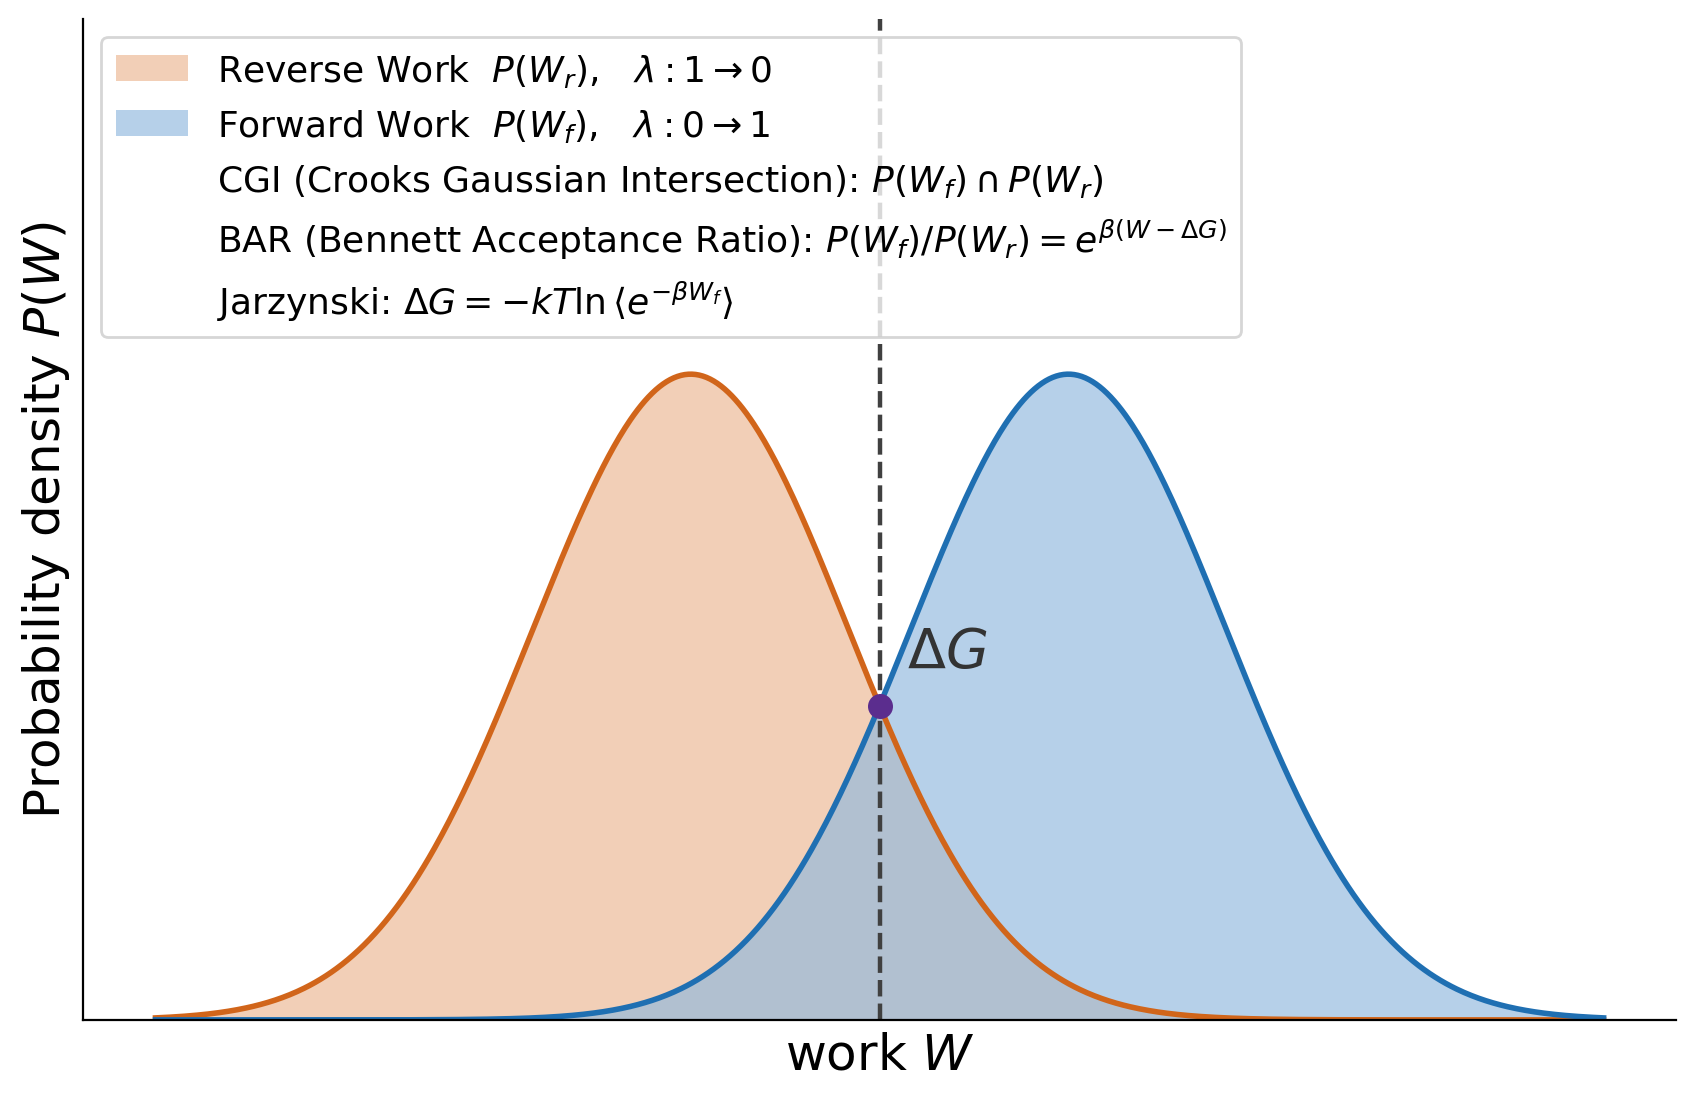 Reverse Work P(W_r), λ : 1 → 0
Forward Work P(W_f), λ : 0 → 1
CGI (Crooks Gaussian Intersection): P(W_f) ∩ P(W_r)
BAR (Bennett Acceptance Ratio): P(W_f)/P(W_r) = e^{β(W − ΔG)}
Jarzynski: ΔG = −kT ln ⟨e^{−βW_f}⟩
Probability density P(W)
ΔG
work W